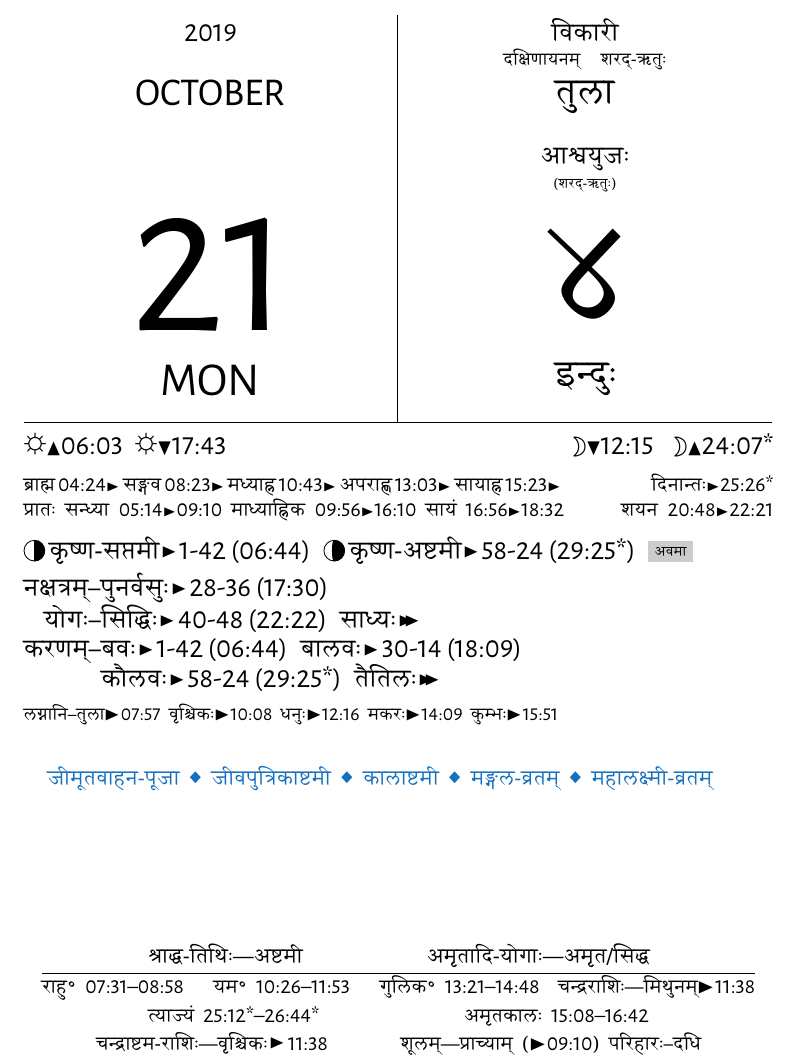 2019
OCTOBER
21
MON
विकारी
दक्षिणायनम् शरद्-ऋतुः
तुला
आश्वयुजः
(शरद्-ऋतुः)
४
इन्दुः
☼▲06:03 ☼▼17:43 ☽▼12:15 ☽▲24:07*
ब्राह्म 04:24► सङ्गव 08:23► मध्याह्न 10:43► अपराह्ण 13:03► सायाह्न 15:23► दिनान्तः►25:26*
प्रातः सन्ध्या 05:14►09:10 माध्याह्निक 09:56►16:10 सायं 16:56►18:32 शयन 20:48►22:21
◑कृष्ण-सप्तमी►1-42 (06:44) ◑कृष्ण-अष्टमी►58-24 (29:25*) अवमा
नक्षत्रम्–पुनर्वसुः►28-36 (17:30)
योगः–सिद्धिः►40-48 (22:22) साध्यः►►
करणम्–बवः►1-42 (06:44) बालवः►30-14 (18:09)
कौलवः►58-24 (29:25*) तैतिलः►►
लग्नानि–तुला►07:57 वृश्चिकः►10:08 धनुः►12:16 मकरः►14:09 कुम्भः►15:51
जीमूतवाहन-पूजा ♦ जीवपुत्रिकाष्टमी ♦ कालाष्टमी ♦ मङ्गल-व्रतम् ♦ महालक्ष्मी-व्रतम्
श्राद्ध-तिथिः—अष्टमी अमृतादि-योगाः—अमृत/सिद्ध
राहु° 07:31–08:58 यम° 10:26–11:53 गुलिक° 13:21–14:48 चन्द्रराशिः—मिथुनम्►11:38
त्याज्यं 25:12*–26:44* अमृतकालः 15:08–16:42
चन्द्राष्टम-राशिः—वृश्चिकः►11:38 शूलम्—प्राच्याम् (►09:10) परिहारः–दधि